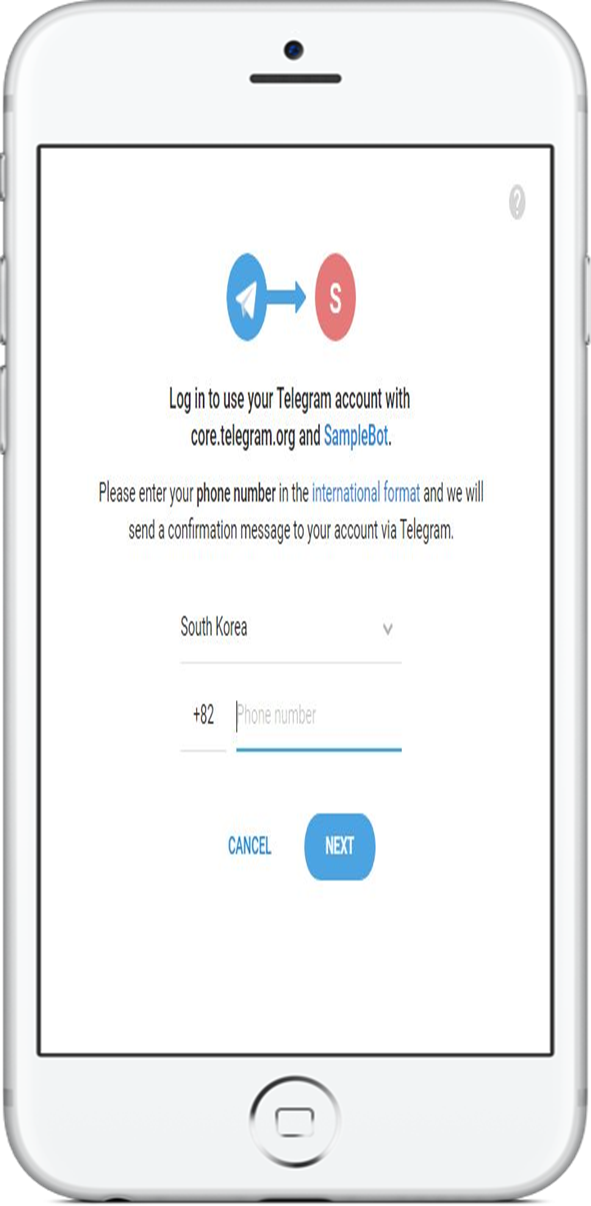 ?
S
Log in to use your Telegram account with
core.telegram.org and SampleBot.
Please enter your phone number in the international format and we will
send a confirmation message to your account via Telegram.
South Korea
+82 Phone number
CANCEL NEXT